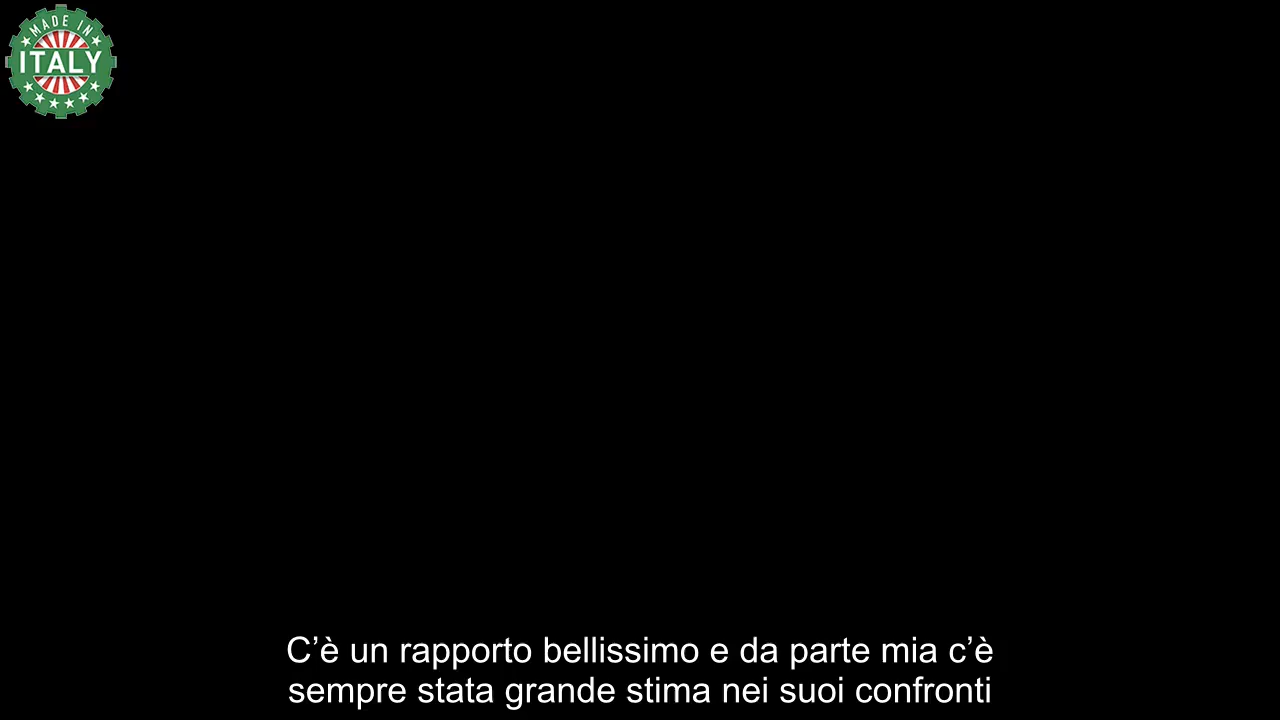 MADE IN
ITALY
C’è un rapporto bellissimo e da parte mia c’è
sempre stata grande stima nei suoi confronti